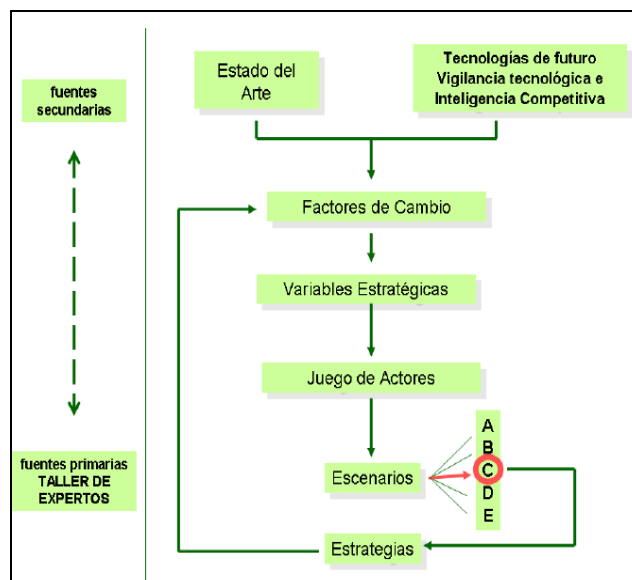 fuentes
secundarias
Estado del
Arte
Tecnologías de futuro
Vigilancia tecnológica e
Inteligencia Competitiva
Factores de Cambio
Variables Estratégicas
Juego de Actores
fuentes primarias
TALLER DE
EXPERTOS
Escenarios
A
B
C
D
E
Estrategias